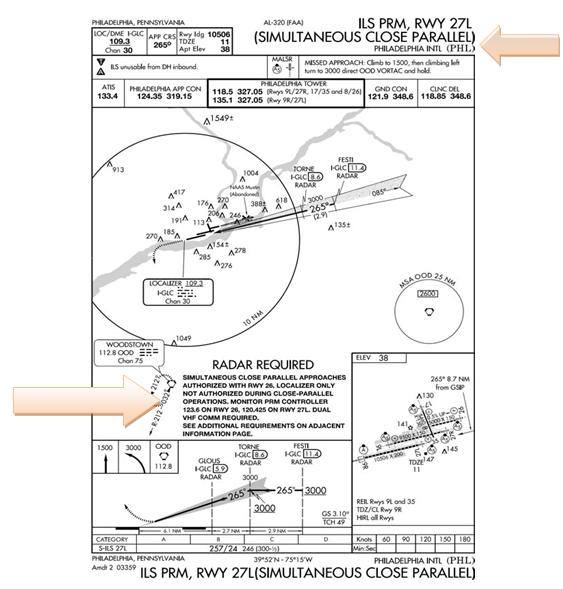 PHILADELPHIA, PENNSYLVANIA
AL-320 (FAA)
ILS PRM, RWY 27L
(SIMULTANEOUS CLOSE PARALLEL)
PHILADELPHIA INTL (PHL)
LOC/DME I-GLC
109.3
Chan 30
APP CRS
265°
Rwy ldg 10506
TDZE 11
Apt Elev 38
ILS unusable from DH inbound.
MALSR
MISSED APPROACH: Climb to 1500, then climbing left
turn to 3000 direct OOD VORTAC and hold.
ATIS
133.4
PHILADELPHIA APP CON
124.35 319.15
PHILADELPHIA TOWER
118.5 327.05 (Rwys 9L/27R, 17/35 and 8/26)
135.1 327.05 (Rwy 9R/27L)
GND CON
121.9 348.6
CLNC DEL
118.85 348.6
1549±
913
1004
NAAS Mustin
(Abandoned)
417
314
176
270
206
246
388±
618
191
113
270
185
154±
285
278
276
135±
TORNE
I-GLC 8.6
RADAR
FESTI
I-GLC 11.4
RADAR
3000
265°
(2.9)
085°
LOCALIZER 109.3
I-GLC
Chan 30
10 NM
MSA OOD 25 NM
2600
1049
WOODSTOWN
112.8 OOD
Chan 75
212°
R-212
032°
RADAR REQUIRED
SIMULTANEOUS CLOSE PARALLEL APPROACHES
AUTHORIZED WITH RWY 26, LOCALIZER ONLY
NOT AUTHORIZED DURING CLOSE-PARALLEL
OPERATIONS. MONITOR PRM CONTROLLER
123.6 ON RWY 26, 120.425 ON RWY 27L. DUAL
VHF COMM REQUIRED.
SEE ADDITIONAL REQUIREMENTS ON ADJACENT
INFORMATION PAGE.
ELEV 38
265° 8.7 NM
from GSIP
130
141
145
147
TDZE
11
9R
10506 X 200
REIL Rwys 9L and 35
TDZ/CL Rwy 9R
HIRL all Rwys
1500
3000
OOD
112.8
GLOUS
I-GLC 5.9
RADAR
TORNE
I-GLC 8.6
RADAR
FESTI
I-GLC 11.4
RADAR
265°
265°
3000
3000
GS 3.10°
TCH 49
6.1 NM
2.7 NM
2.9 NM
CATEGORY A B C D
S-ILS 27L 257/24 246 (300-½)
Knots 60 90 120 150 180
Min:Sec
PHILADELPHIA, PENNSYLVANIA
Amdt 2 03359
39°52'N - 75°15'W
PHILADELPHIA INTL (PHL)
ILS PRM, RWY 27L(SIMULTANEOUS CLOSE PARALLEL)